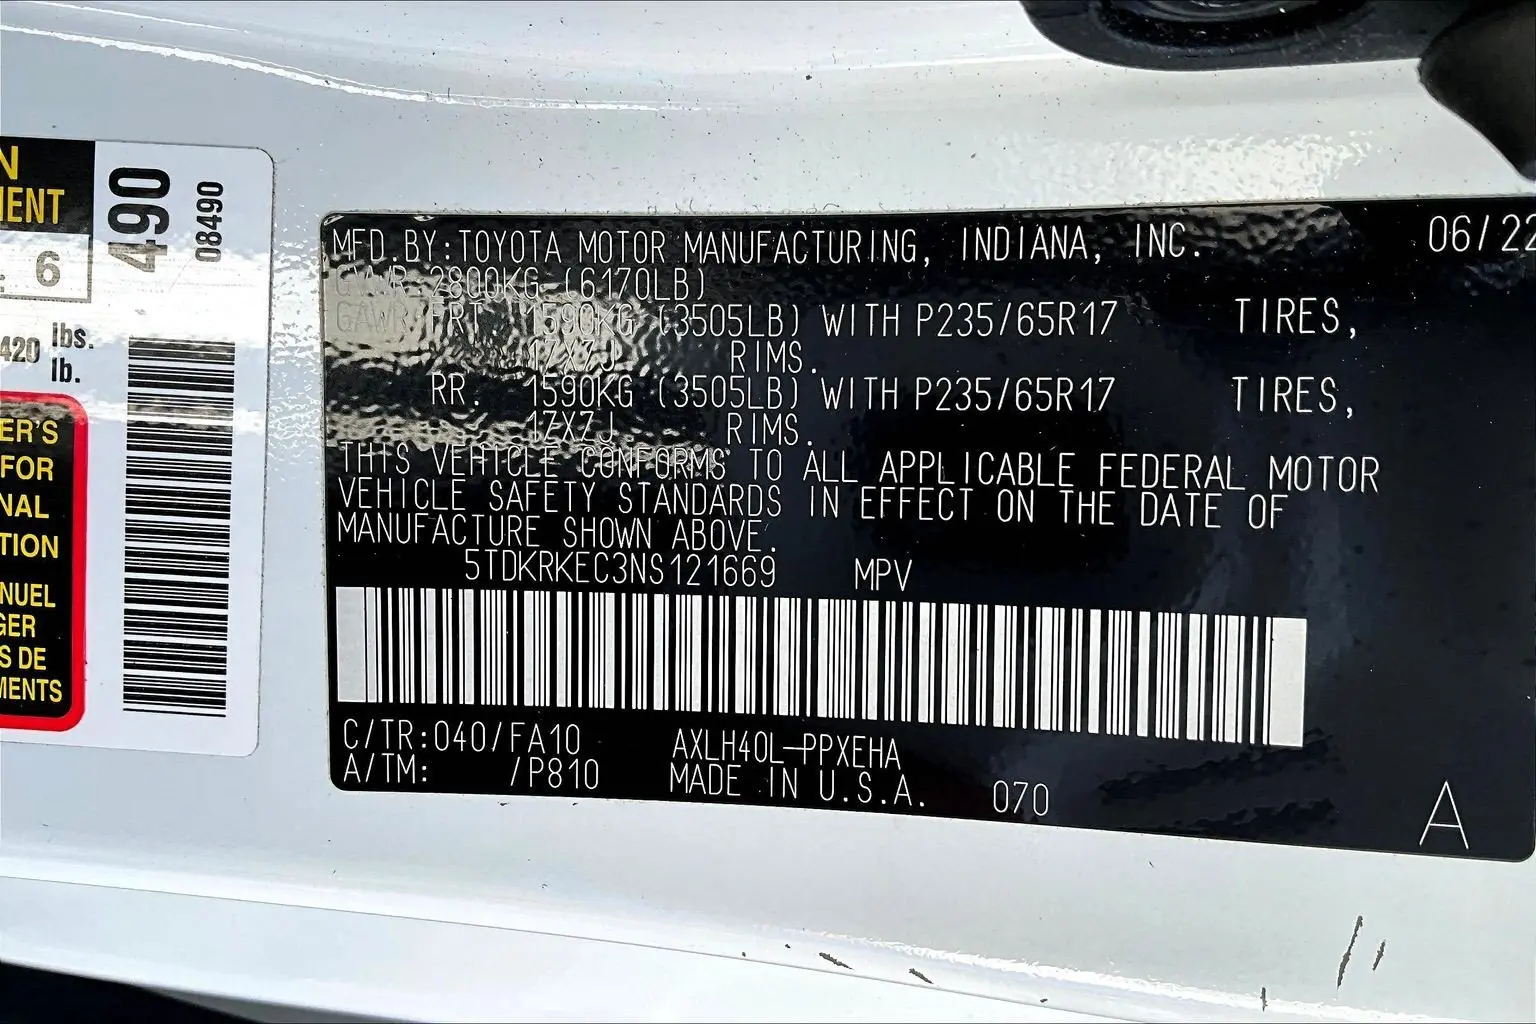 N
ENT
6
490
08490
420 lbs.
lb.
ER'S
FOR
NAL
TION
NUEL
GER
S DE
MENTS
MFD.BY:TOYOTA MOTOR MANUFACTURING, INDIANA, INC. 06/22
GVWR 2800KG (6170LB)
GAWR FRT 1590KG (3505LB) WITH P235/65R17 TIRES,
17X7J RIMS.
RR. 1590KG (3505LB) WITH P235/65R17 TIRES,
17X7J RIMS.
THIS VEHICLE CONFORMS TO ALL APPLICABLE FEDERAL MOTOR
VEHICLE SAFETY STANDARDS IN EFFECT ON THE DATE OF
MANUFACTURE SHOWN ABOVE.
5TDKRKEC3NS121669 MPV
C/TR:040/FA10 AXLH40L-PPXEHA
A/TM: /P810 MADE IN U.S.A. 070
A